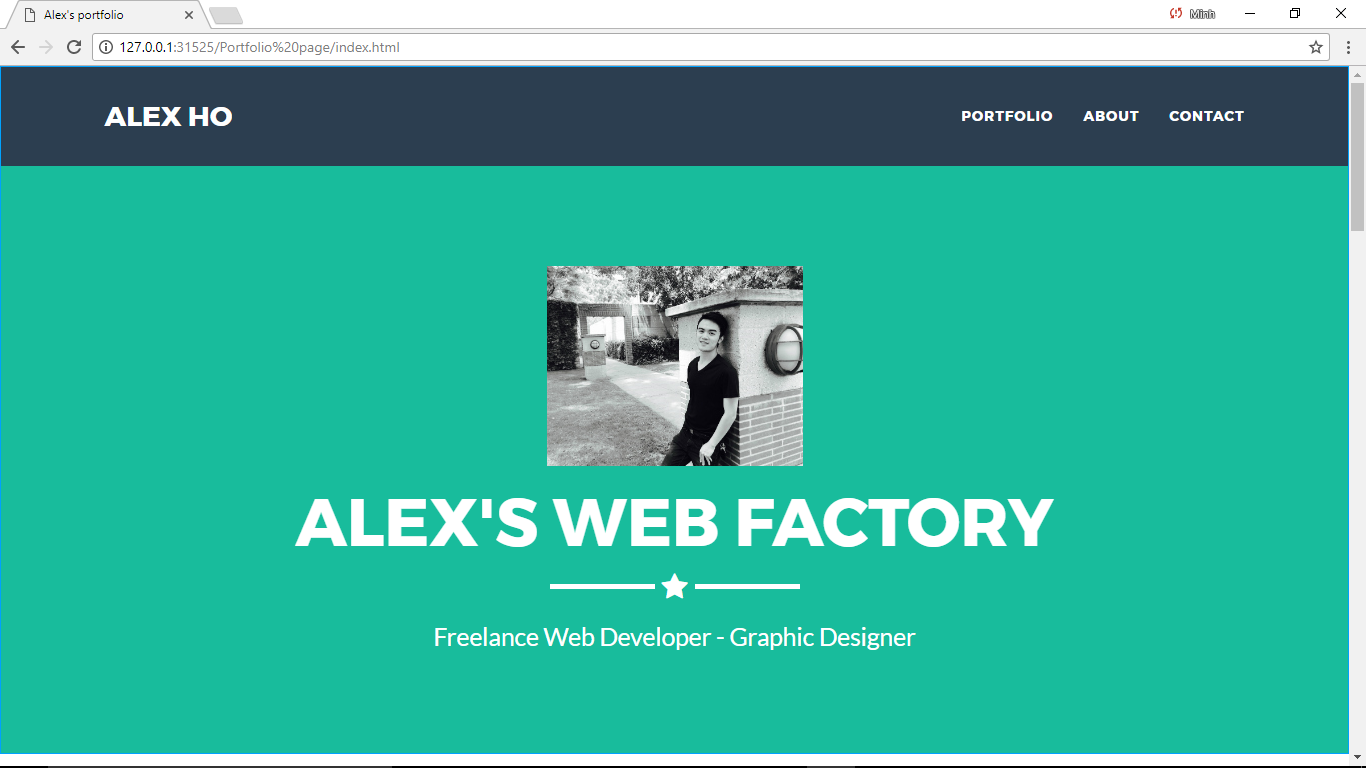 Alex's portfolio
Minh
127.0.0.1:31525/Portfolio%20page/index.html
ALEX HO
PORTFOLIO ABOUT CONTACT
ALEX'S WEB FACTORY
Freelance Web Developer - Graphic Designer